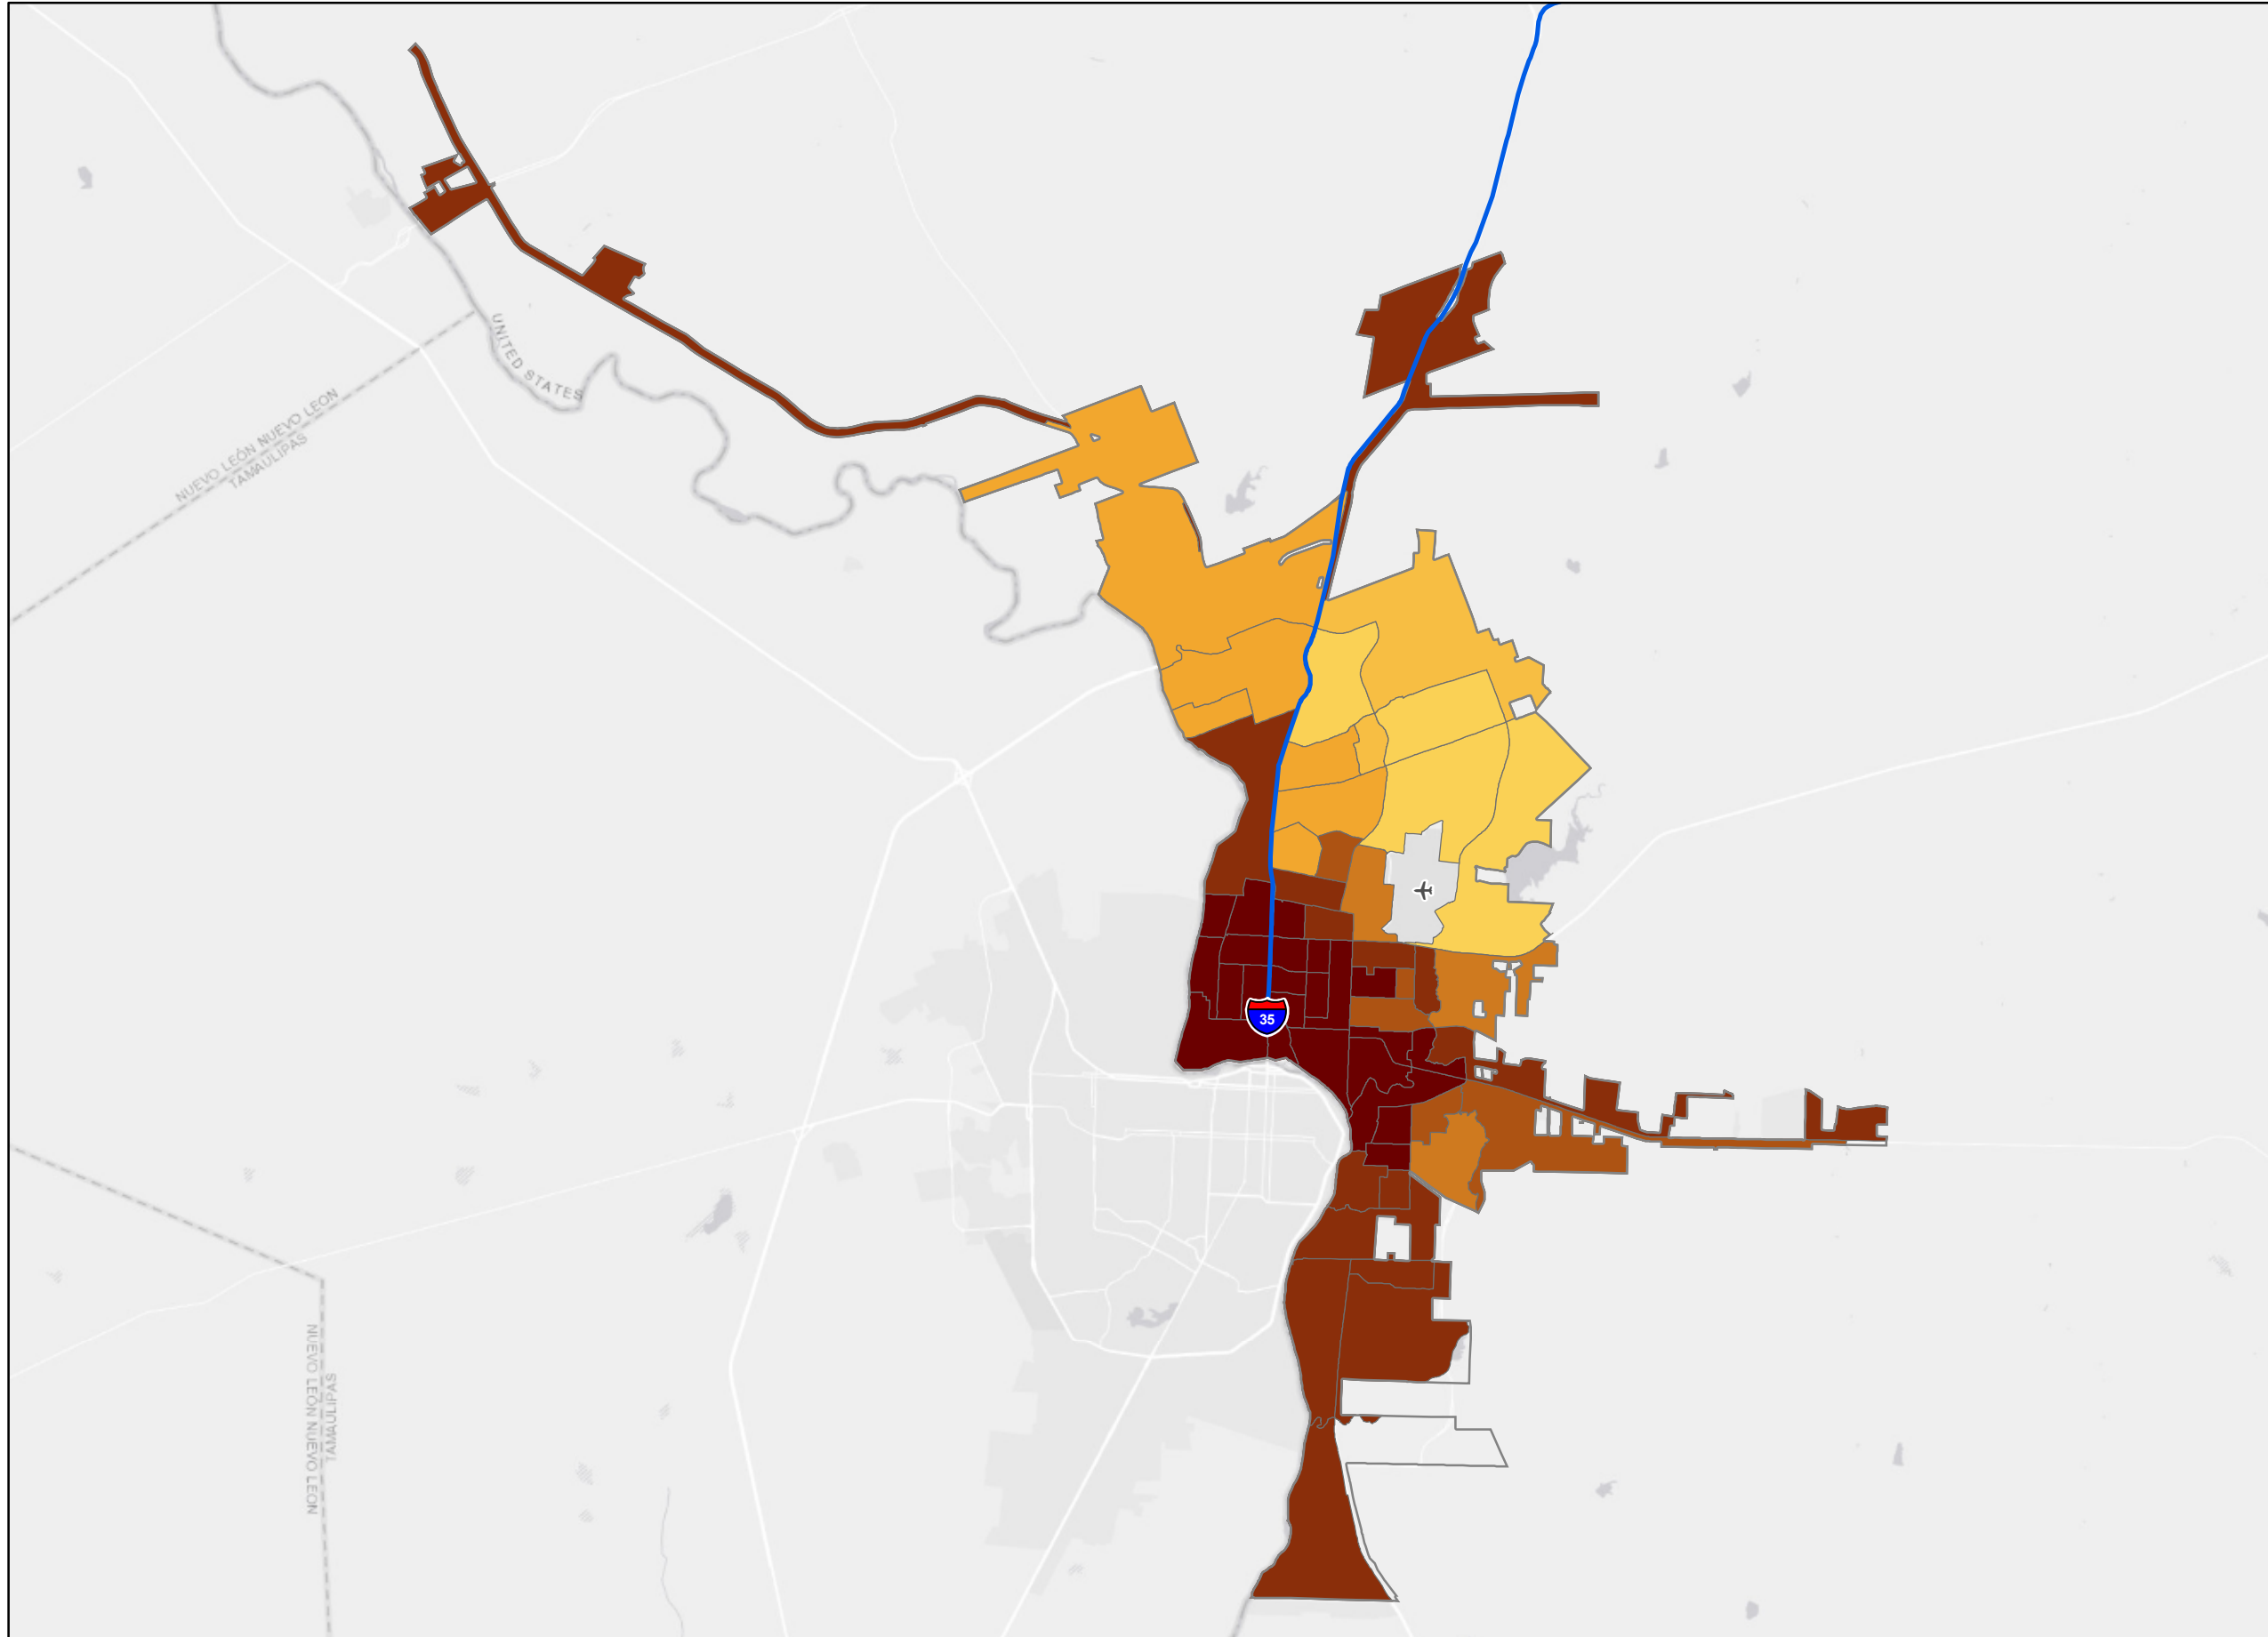 UNITED STATES
NUEVO LEÓN NUEVO LEON
TAMAULIPAS
35
NUEVO LEÓN NUEVO LEON
TAMAULIPAS